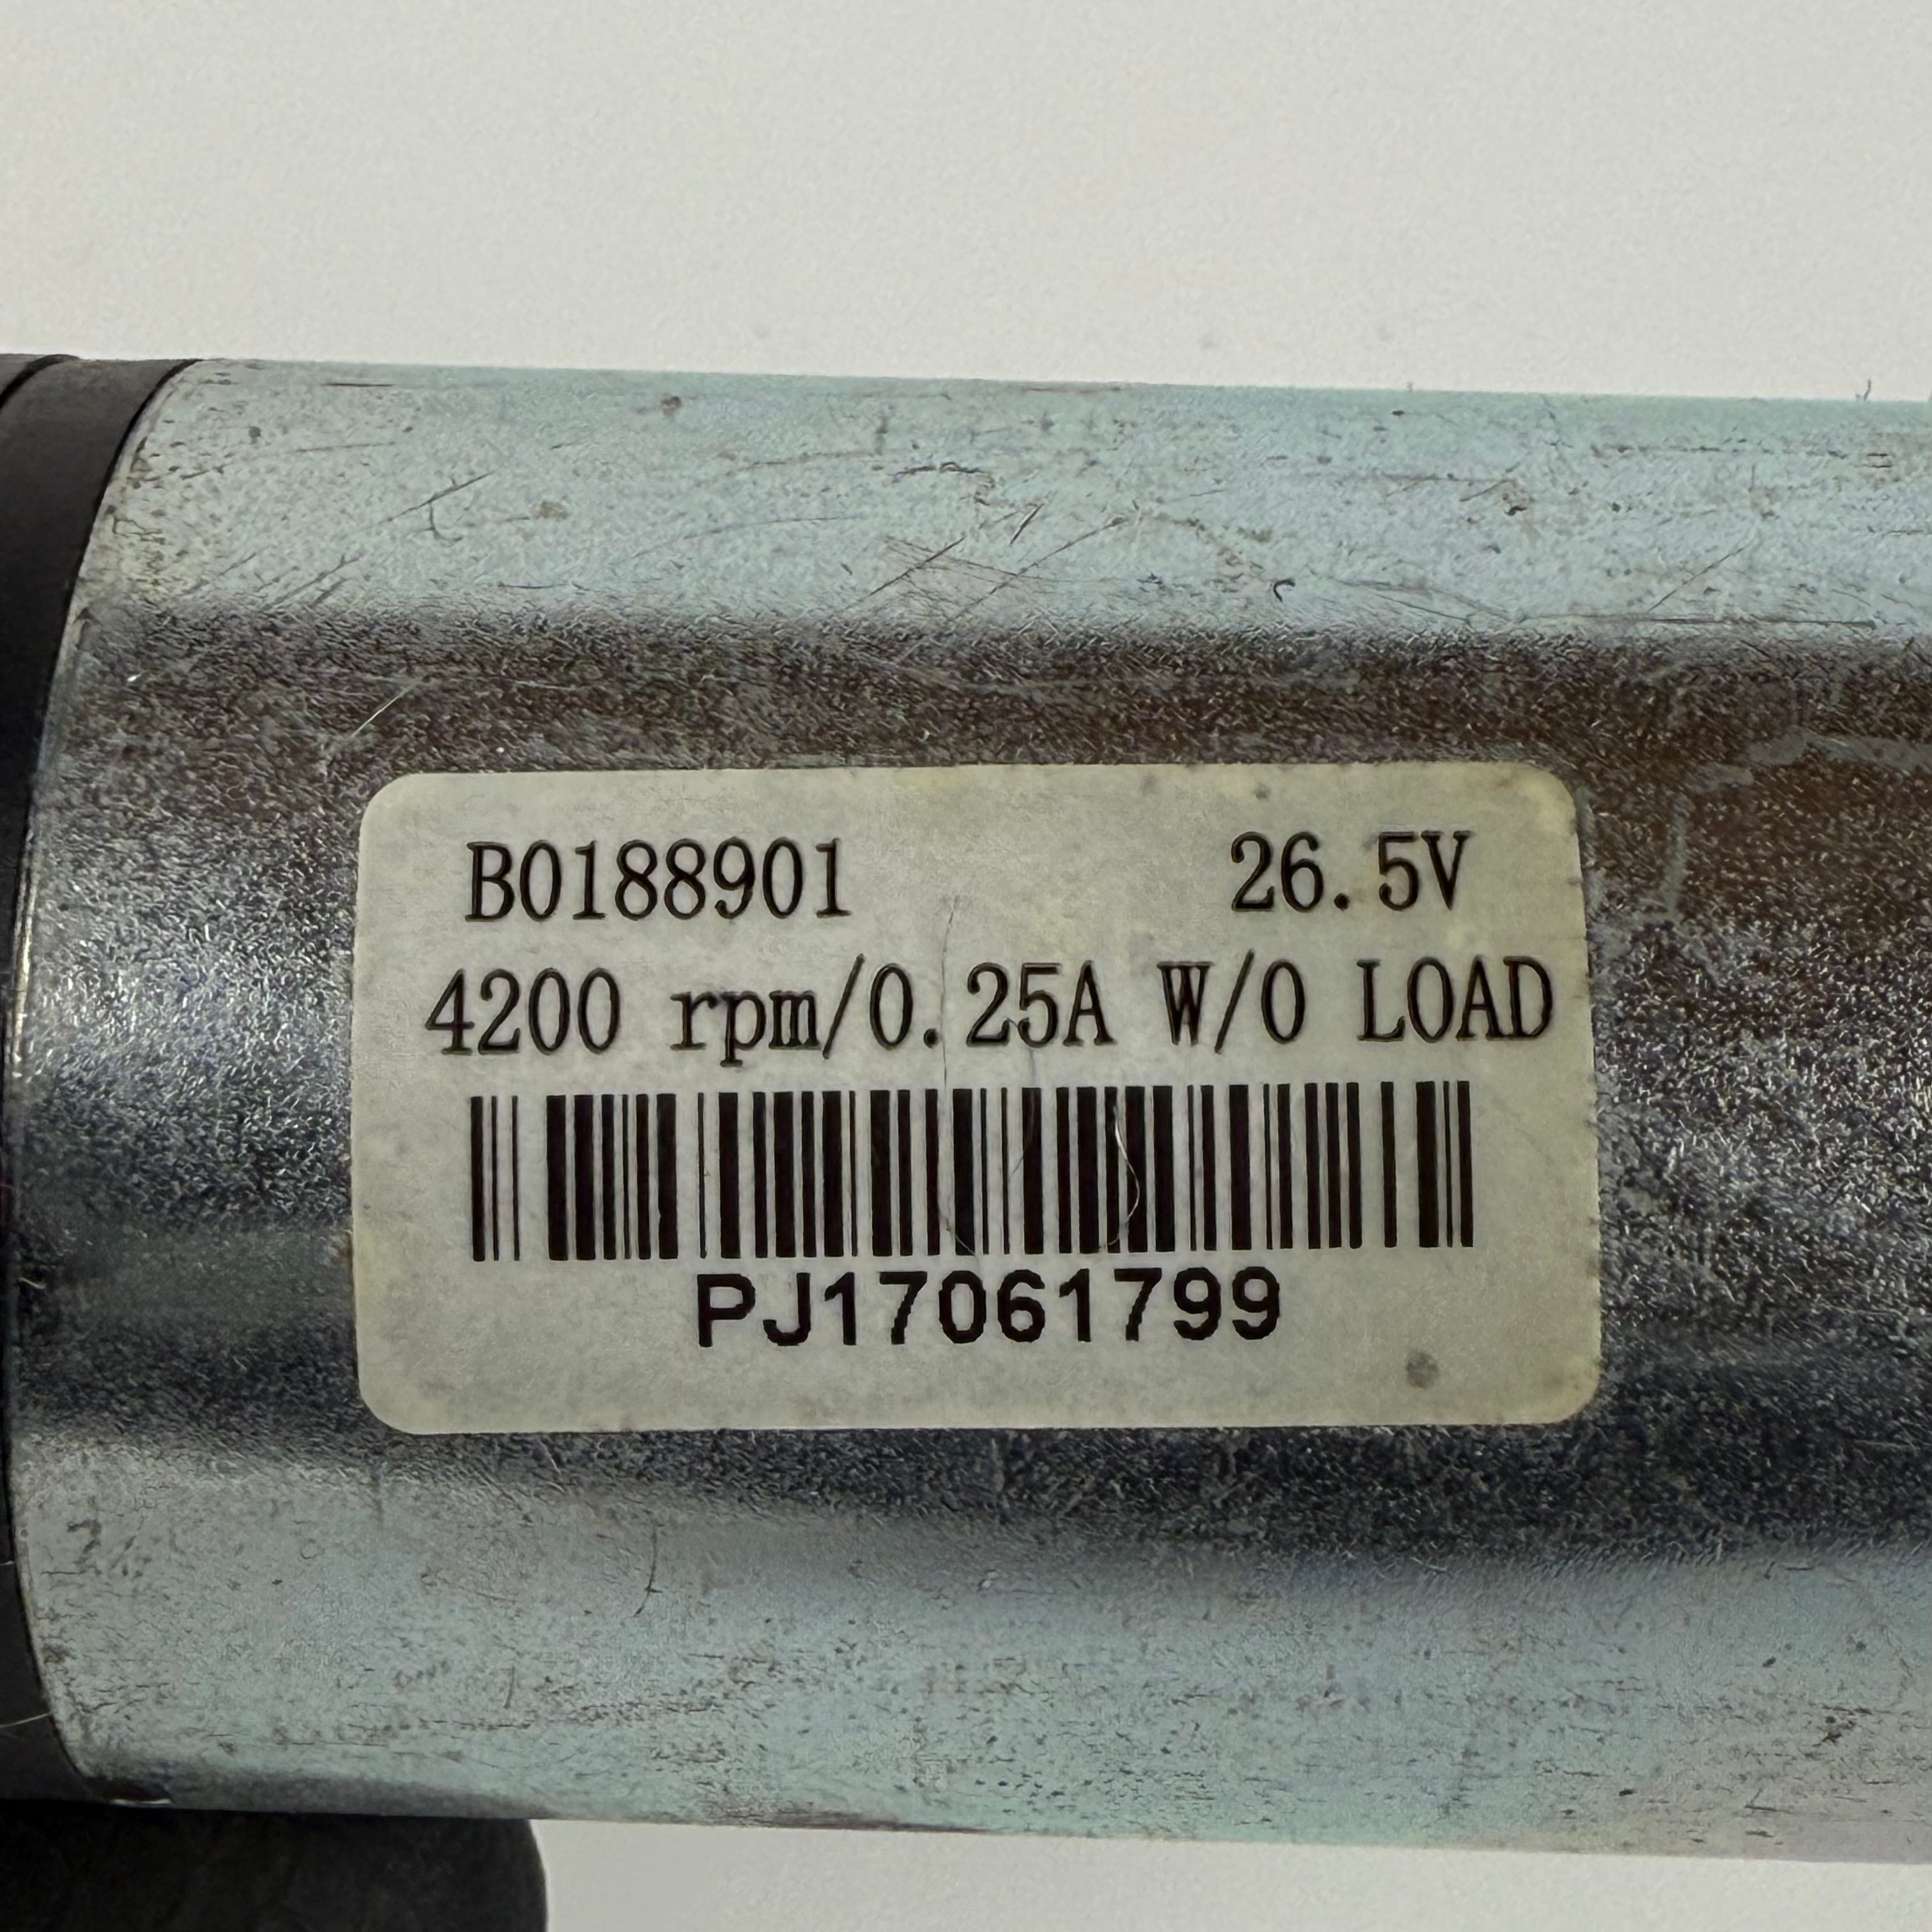 B0188901 26.5V
4200 rpm/0.25A W/O LOAD
PJ17061799